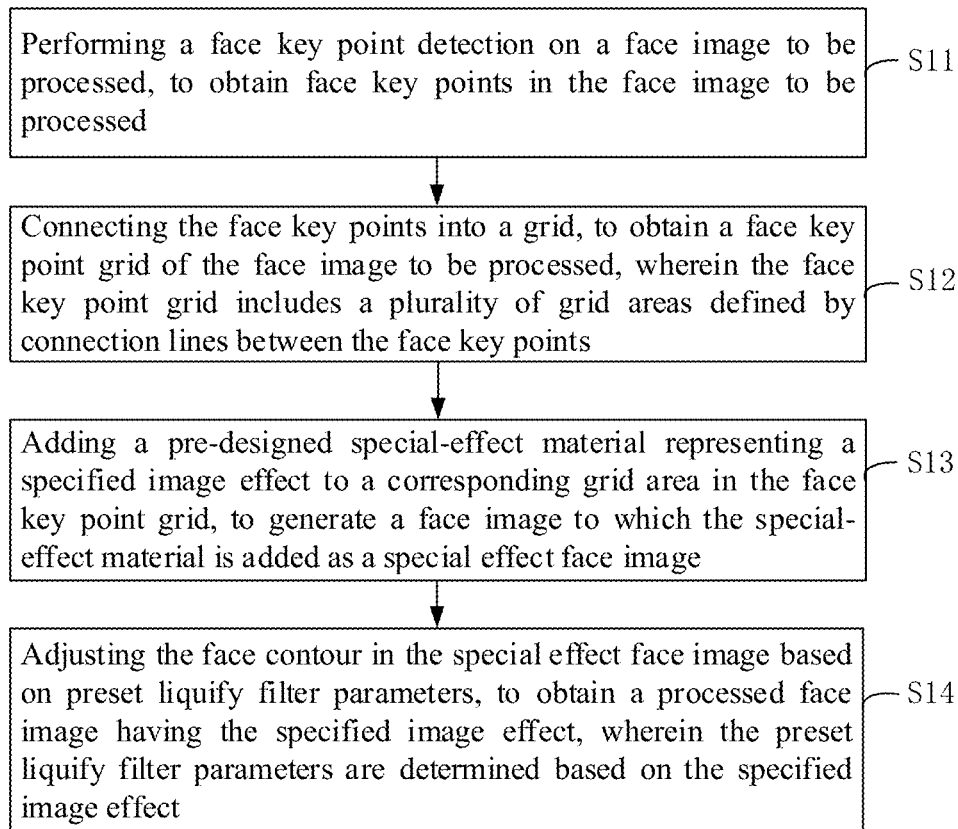 Performing a face key point detection on a face image to be
processed, to obtain face key points in the face image to be
processed
S11
Connecting the face key points into a grid, to obtain a face key
point grid of the face image to be processed, wherein the face
key point grid includes a plurality of grid areas defined by
connection lines between the face key points
S12
Adding a pre-designed special-effect material representing a
specified image effect to a corresponding grid area in the face
key point grid, to generate a face image to which the special-
effect material is added as a special effect face image
S13
Adjusting the face contour in the special effect face image based
on preset liquify filter parameters, to obtain a processed face
image having the specified image effect, wherein the preset
liquify filter parameters are determined based on the specified
image effect
S14